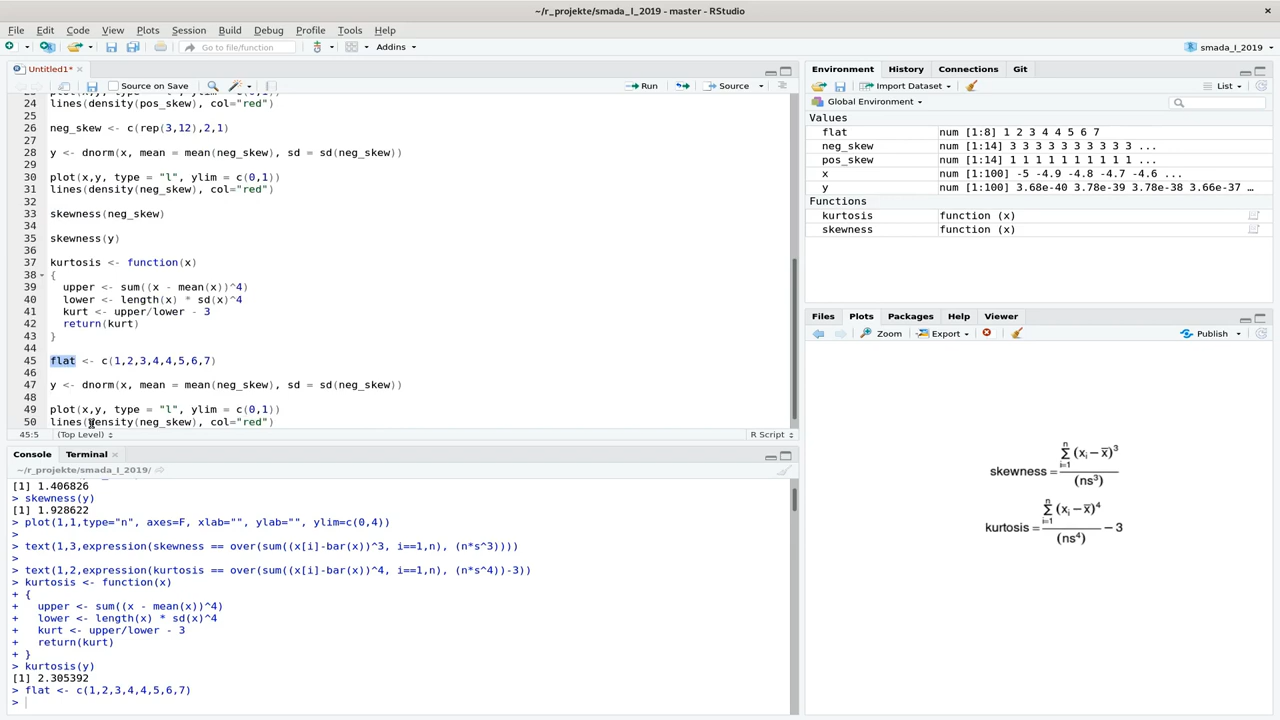 ~/r_projekte/smada_I_2019 - master - RStudio
File Edit Code View Plots Session Build Debug Profile Tools Help
Go to file/function Addins smada_I_2019
Untitled1*
Source on Save Run Source
24 lines(density(pos_skew), col="red")
25
26 neg_skew <- c(rep(3,12),2,1)
27
28 y <- dnorm(x, mean = mean(neg_skew), sd = sd(neg_skew))
29
30 plot(x,y, type = "l", ylim = c(0,1))
31 lines(density(neg_skew), col="red")
32
33 skewness(neg_skew)
34
35 skewness(y)
36
37 kurtosis <- function(x)
38 {
39 upper <- sum((x - mean(x))^4)
40 lower <- length(x) * sd(x)^4
41 kurt <- upper/lower - 3
42 return(kurt)
43 }
44
45 flat <- c(1,2,3,4,4,5,6,7)
46
47 y <- dnorm(x, mean = mean(neg_skew), sd = sd(neg_skew))
48
49 plot(x,y, type = "l", ylim = c(0,1))
50 lines(density(neg_skew), col="red")
45:5 (Top Level) R Script
Console Terminal
~/r_projekte/smada_I_2019/
[1] 1.406826
> skewness(y)
[1] 1.928622
> plot(1,1,type="n", axes=F, xlab="", ylab="", ylim=c(0,4))
>
> text(1,3,expression(skewness == over(sum((x[i]-bar(x))^3, i==1,n), (n*s^3))))
>
> text(1,2,expression(kurtosis == over(sum((x[i]-bar(x))^4, i==1,n), (n*s^4))-3))
> kurtosis <- function(x)
+ {
+ upper <- sum((x - mean(x))^4)
+ lower <- length(x) * sd(x)^4
+ kurt <- upper/lower - 3
+ return(kurt)
+ }
> kurtosis(y)
[1] 2.305392
> flat <- c(1,2,3,4,4,5,6,7)
>
Environment History Connections Git
Import Dataset List
Global Environment
Values
flat num [1:8] 1 2 3 4 4 5 6 7
neg_skew num [1:14] 3 3 3 3 3 3 3 3 3 3 ...
pos_skew num [1:14] 1 1 1 1 1 1 1 1 1 1 ...
x num [1:100] -5 -4.9 -4.8 -4.7 -4.6 ...
y num [1:100] 3.68e-40 3.78e-39 3.78e-38 3.66e-37 …
Functions
kurtosis function (x)
skewness function (x)
Files Plots Packages Help Viewer
Zoom Export Publish
n
skewness = ∑ (xᵢ − x̄)³
i=1
(ns³)
n
kurtosis = ∑ (xᵢ − x̄)⁴ − 3
i=1
(ns⁴)